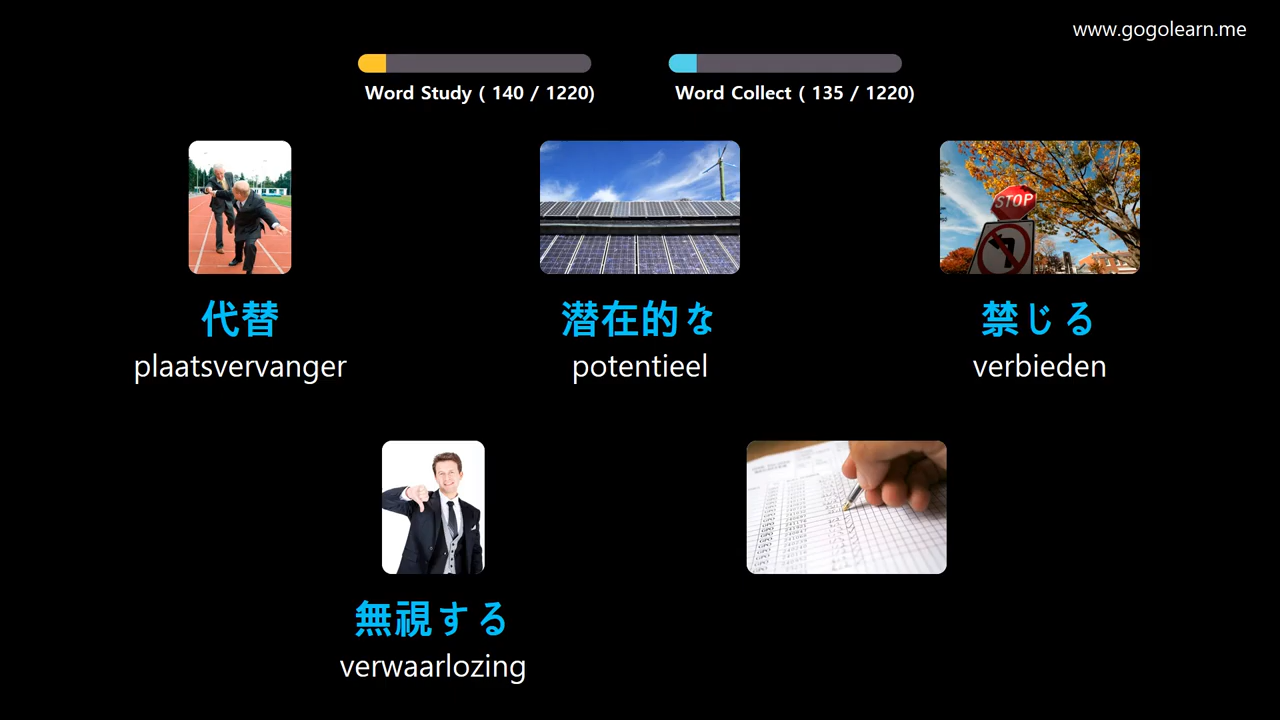 www.gogolearn.me
Word Study ( 140 / 1220)
Word Collect ( 135 / 1220)
STOP
代替
plaatsvervanger
潜在的な
potentieel
禁じる
verbieden
無視する
verwaarlozing